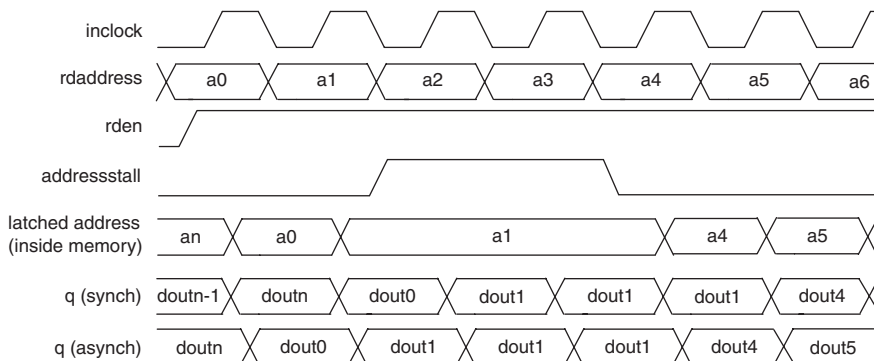 inclock
rdaddress a0 a1 a2 a3 a4 a5 a6
rden
addressstall
latched address
(inside memory) an a0 a1 a4 a5
q (synch) doutn-1 doutn dout0 dout1 dout1 dout1 dout4
q (asynch) doutn dout0 dout1 dout1 dout1 dout4 dout5